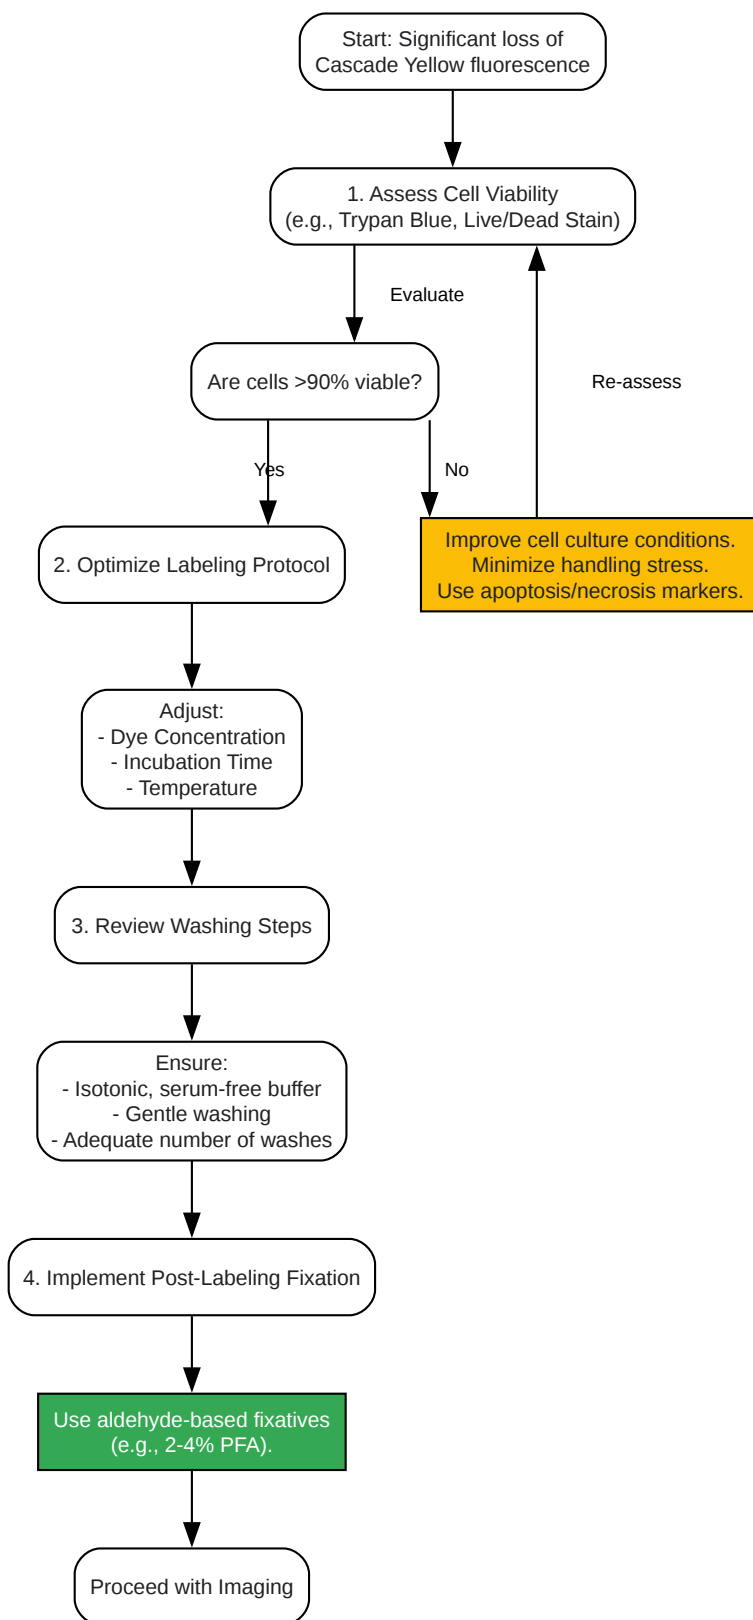 Start: Significant loss of
Cascade Yellow fluorescence
1. Assess Cell Viability
(e.g., Trypan Blue, Live/Dead Stain)
Evaluate
Are cells >90% viable?
Re-assess
Yes
No
2. Optimize Labeling Protocol
Improve cell culture conditions.
Minimize handling stress.
Use apoptosis/necrosis markers.
Adjust:
- Dye Concentration
- Incubation Time
- Temperature
3. Review Washing Steps
Ensure:
- Isotonic, serum-free buffer
- Gentle washing
- Adequate number of washes
4. Implement Post-Labeling Fixation
Use aldehyde-based fixatives
(e.g., 2-4% PFA).
Proceed with Imaging